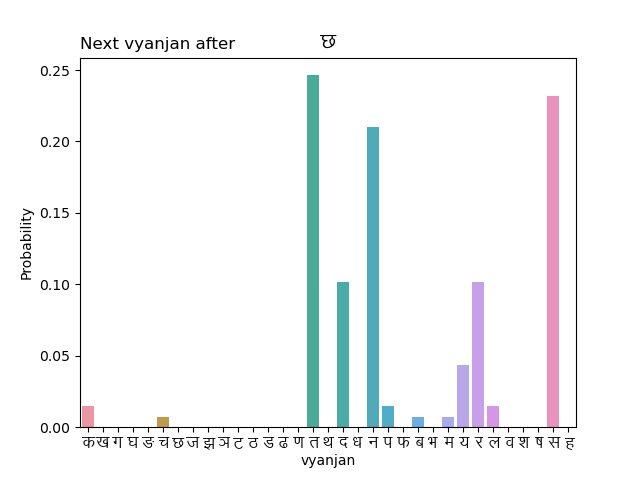 Next vyanjan after छ
0.25
0.20
0.15
0.10
0.05
0.00
Probability
क ख ग घ ङ च छ ज झ ञ ट ठ ड ढ ण त थ द ध न प फ ब भ म य र ल व श ष स ह
vyanjan